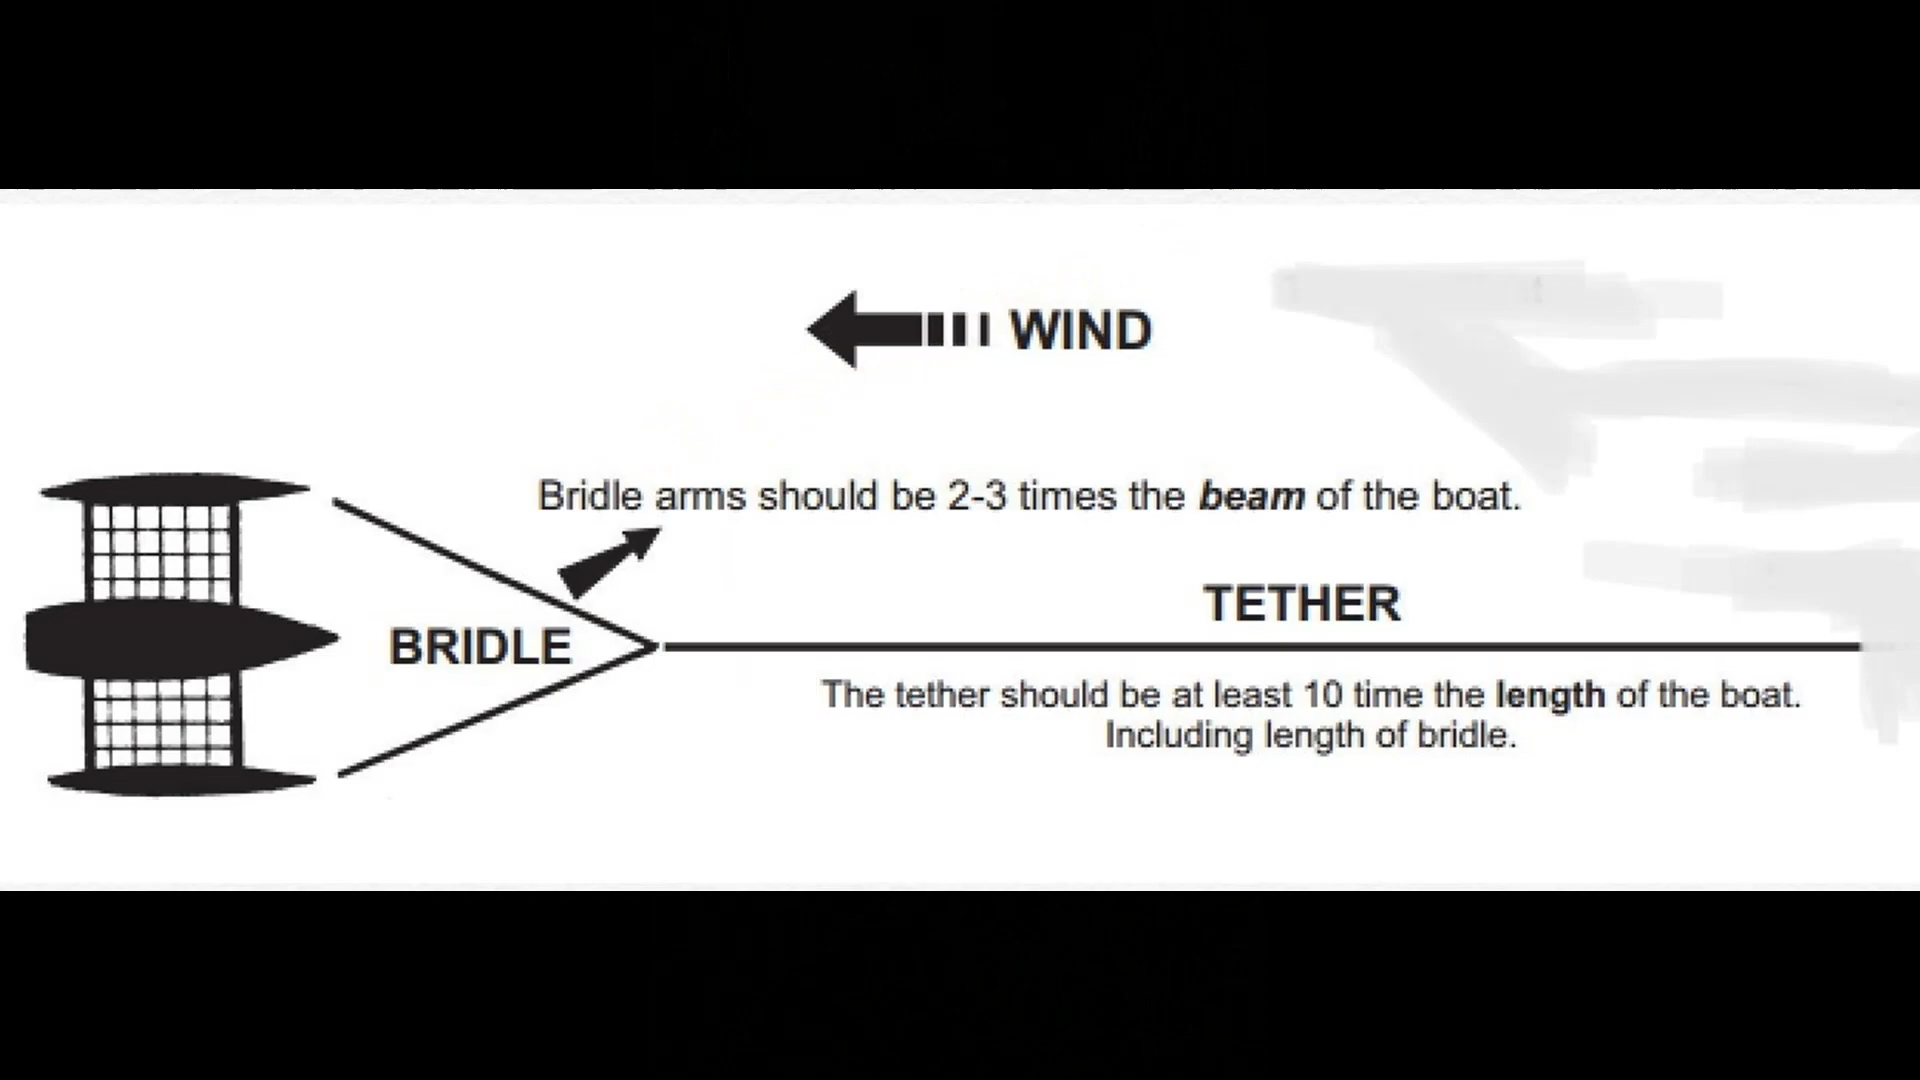 WIND
Bridle arms should be 2-3 times the beam of the boat.
TETHER
BRIDLE
The tether should be at least 10 time the length of the boat.
Including length of bridle.